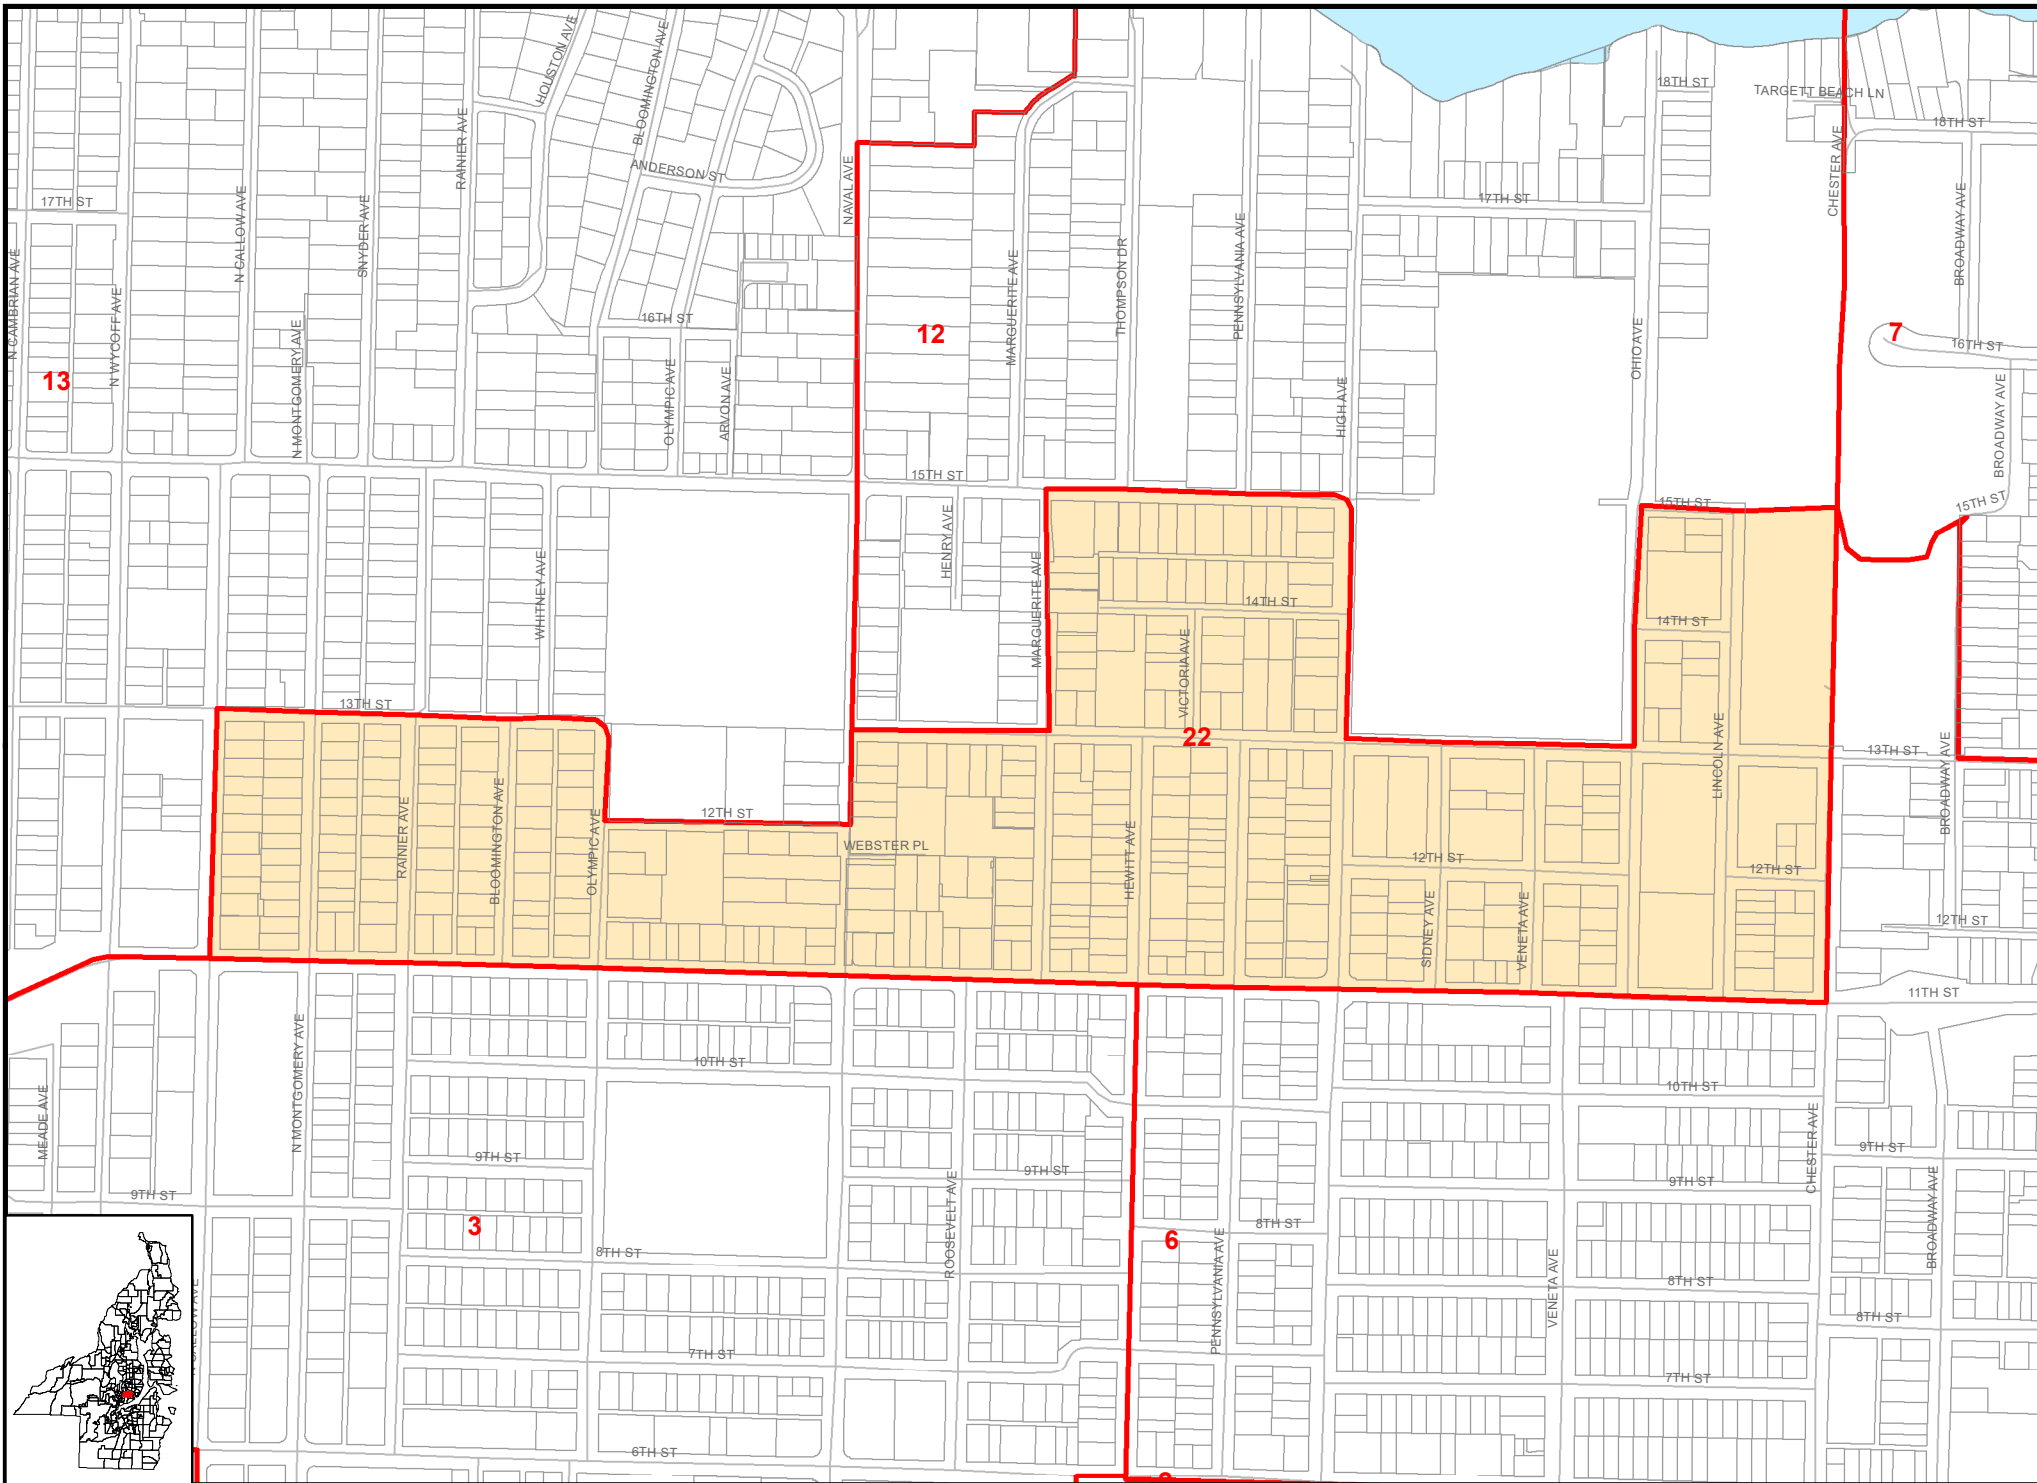 HOUSTON AVE
BLOOMINGTON AVE
18TH ST
TARGETT BEACH LN
18TH ST
RAINIER AVE
ANDERSON ST
NAVAL AVE
CHESTER AVE
17TH ST
17TH ST
N CALLOW AVE
SNYDER AVE
PENNSYLVANIA AVE
BROADWAY AVE
N CAMBRIAN AVE
N WYCOFF AVE
N MONTGOMERY AVE
16TH ST
12
MARGUERITE AVE
THOMPSON DR
OHIO AVE
7
16TH ST
13
OLYMPIC AVE
ARVON AVE
HIGH AVE
BROADWAY AVE
15TH ST
15TH ST
15TH ST
HENRY AVE
WHITNEY AVE
MARGUERITE AVE
14TH ST
14TH ST
VICTORIA AVE
13TH ST
22
LINCOLN AVE
13TH ST
12TH ST
RAINIER AVE
BLOOMINGTON AVE
OLYMPIC AVE
WEBSTER PL
HEWITT AVE
12TH ST
12TH ST
BROADWAY AVE
SIDNEY AVE
VENETA AVE
12TH ST
11TH ST
N MONTGOMERY AVE
MEADE AVE
10TH ST
10TH ST
CHESTER AVE
9TH ST
9TH ST
9TH ST
9TH ST
9TH ST
ROOSEVELT AVE
BROADWAY AVE
3
8TH ST
6
8TH ST
PENNSYLVANIA AVE
VENETA AVE
8TH ST
8TH ST
7TH ST
7TH ST
6TH ST